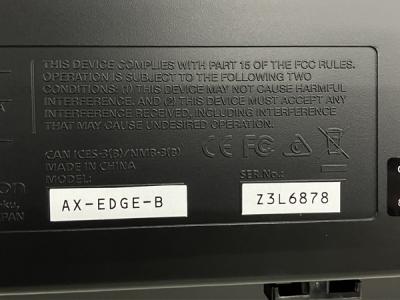 THIS DEVICE COMPLIES WITH PART 15 OF THE FCC RULES.
OPERATION IS SUBJECT TO THE FOLLOWING TWO
CONDITIONS: (1) THIS DEVICE MAY NOT CAUSE HARMFUL
INTERFERENCE, AND (2) THIS DEVICE MUST ACCEPT ANY
INTERFERENCE RECEIVED, INCLUDING INTERFERENCE
THAT MAY CAUSE UNDESIRED OPERATION.
CAN ICES-3(B)/NMB-3(B)
MADE IN CHINA
MODEL:
SERI.No.:
AX-EDGE-B
Z3L6878